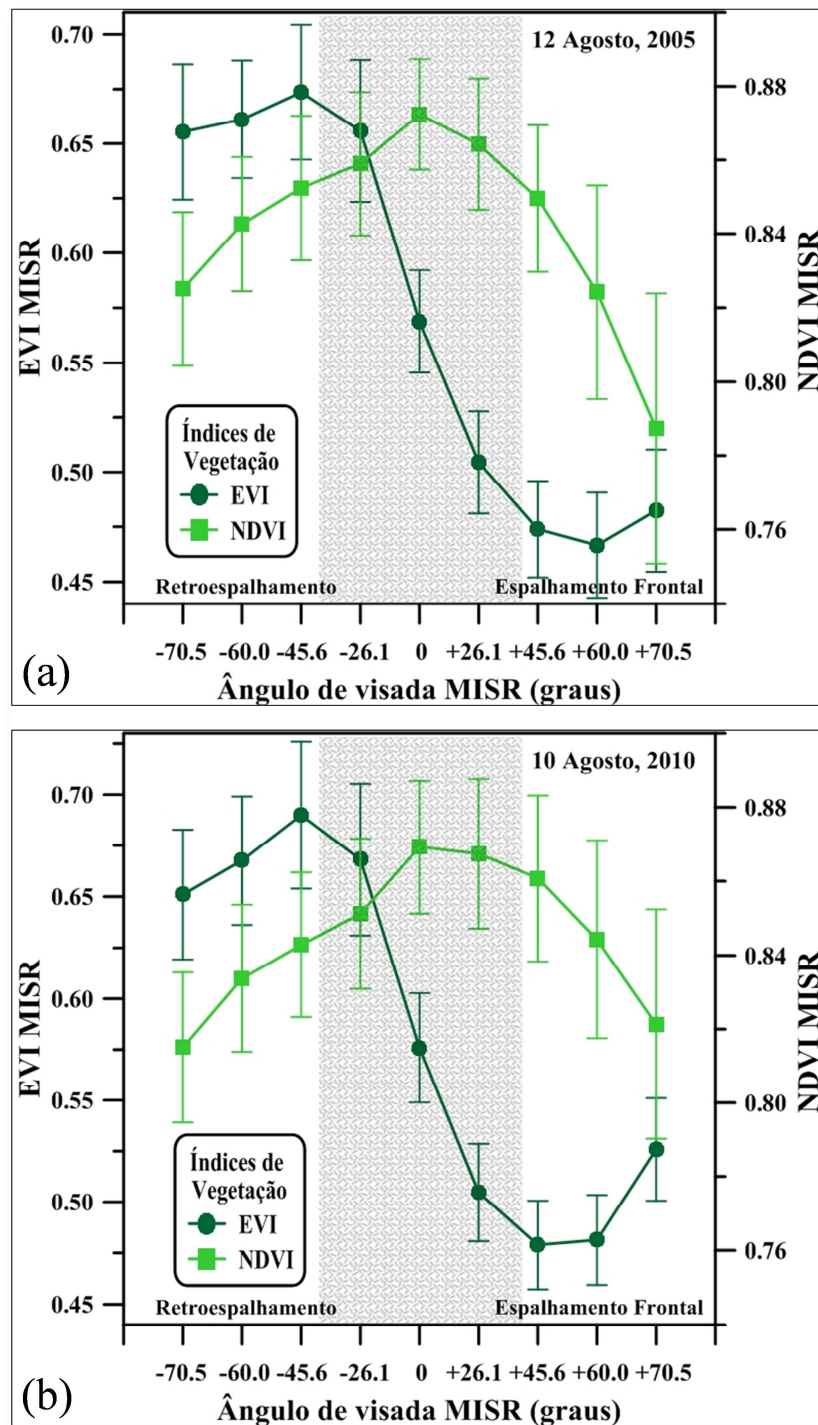 12 Agosto, 2005
EVI MISR
0.70
0.65
0.60
0.55
0.50
0.45
NDVI MISR
0.88
0.84
0.80
0.76
Índices de
Vegetação
EVI
NDVI
Retroespalhamento
Espalhamento Frontal
-70.5 -60.0 -45.6 -26.1 0 +26.1 +45.6 +60.0 +70.5
Ângulo de visada MISR (graus)
(a)
10 Agosto, 2010
EVI MISR
0.70
0.65
0.60
0.55
0.50
0.45
NDVI MISR
0.88
0.84
0.80
0.76
Índices de
Vegetação
EVI
NDVI
Retroespalhamento
Espalhamento Frontal
-70.5 -60.0 -45.6 -26.1 0 +26.1 +45.6 +60.0 +70.5
Ângulo de visada MISR (graus)
(b)